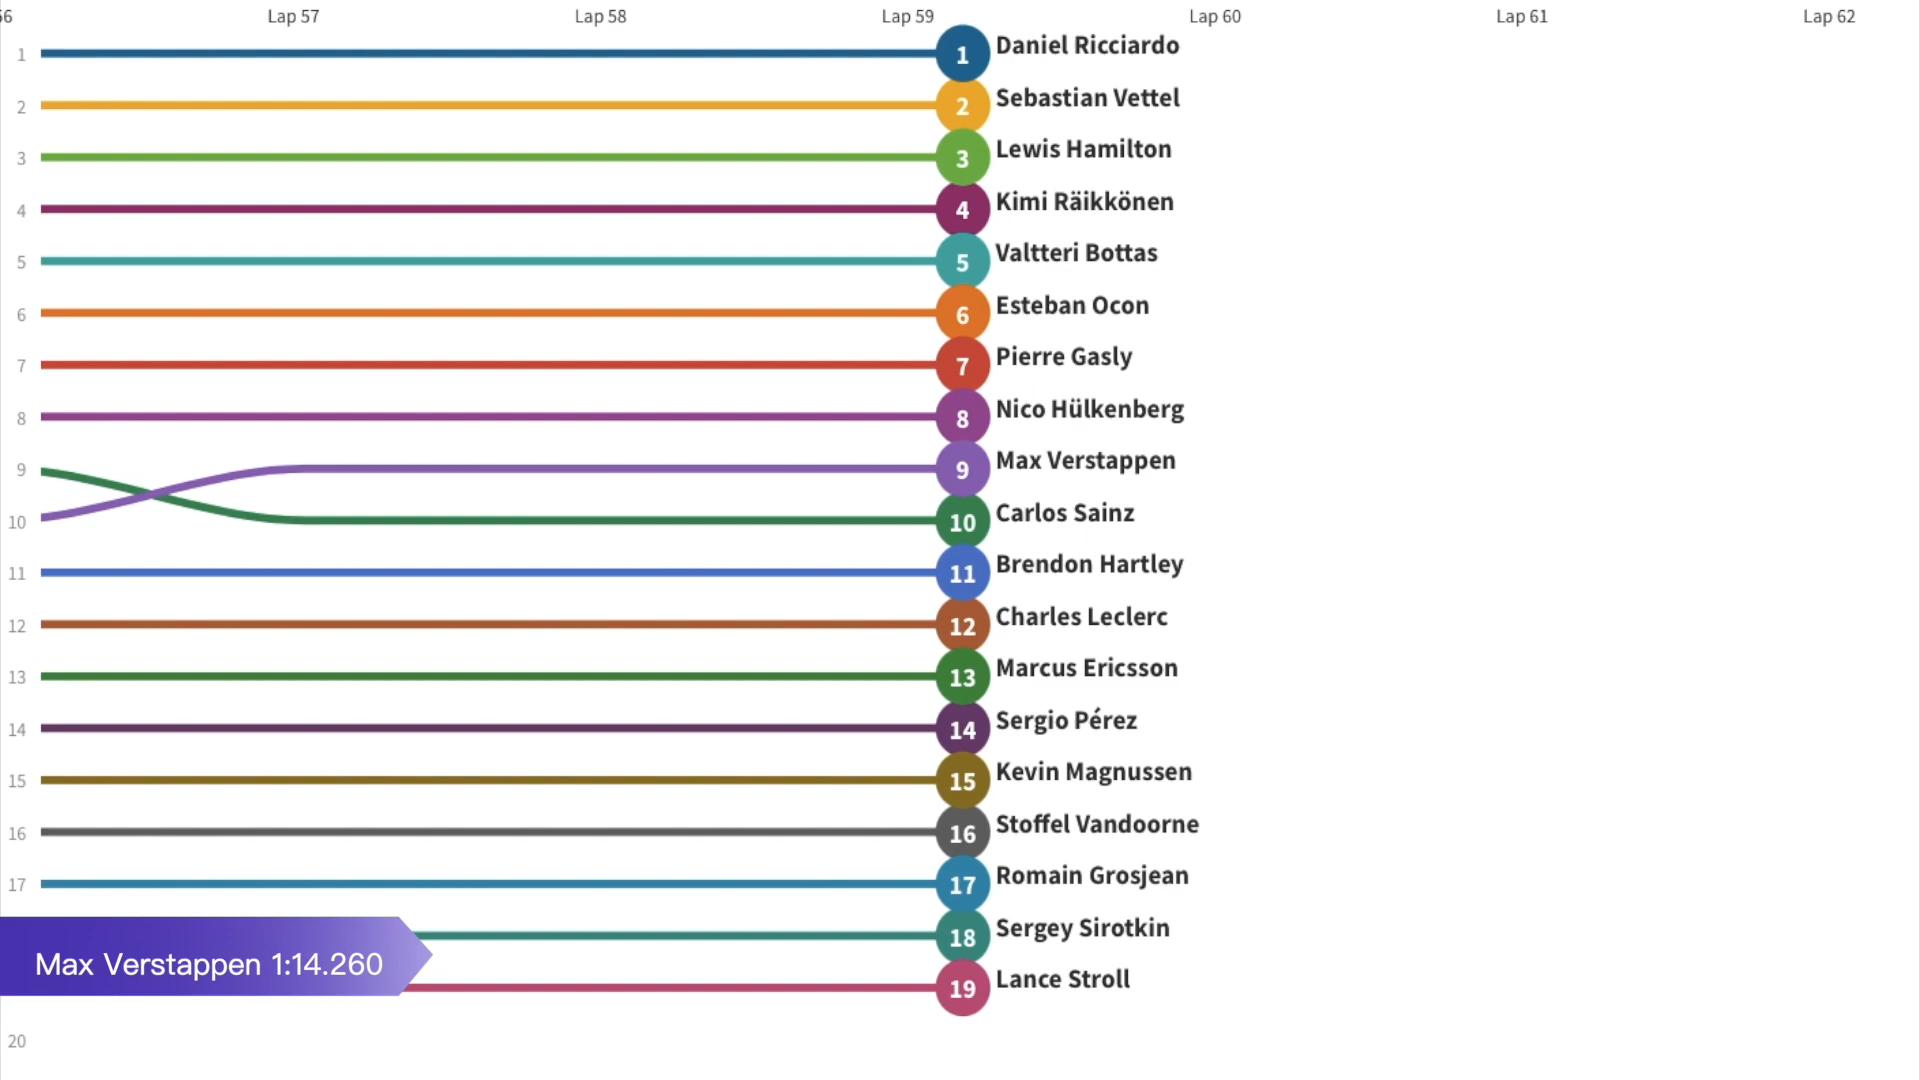 56 Lap 57 Lap 58 Lap 59 Lap 60 Lap 61 Lap 62
1 1 Daniel Ricciardo
2 2 Sebastian Vettel
3 3 Lewis Hamilton
4 4 Kimi Räikkönen
5 5 Valtteri Bottas
6 6 Esteban Ocon
7 7 Pierre Gasly
8 8 Nico Hülkenberg
9 9 Max Verstappen
10 10 Carlos Sainz
11 11 Brendon Hartley
12 12 Charles Leclerc
13 13 Marcus Ericsson
14 14 Sergio Pérez
15 15 Kevin Magnussen
16 16 Stoffel Vandoorne
17 17 Romain Grosjean
18 Sergey Sirotkin
Max Verstappen 1:14.260
19 Lance Stroll
20